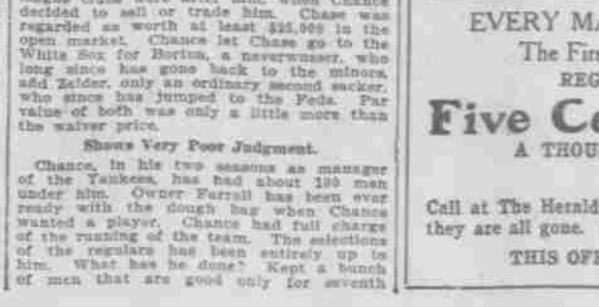 decided to sell or trade him. Chase was
regarded as worth at least $25,000 in the
open market. Chance let Chase go to the
White Sox for Borton, a neverwasser, who
long since has gone back to the minors,
add Zeider, only an ordinary second sacker,
who since has jumped to the Feds. Par
value of both was only a little more than
the waiver price.
Shows Very Poor Judgment.
Chance, in his two seasons as manager
of the Yankees, has had about 100 men
under him. Owner Farrell has been ever
ready with the dough bag when Chance
wanted a player. Chance had full charge
of the running of the team. The selections
of the regulars has been entirely up to
him. What has he done? Kept a bunch
of men that are good only for seventh
EVERY MA
The Fir
REG
Five Ce
A THOU
Call at The Herald
they are all gone.
THIS OFF